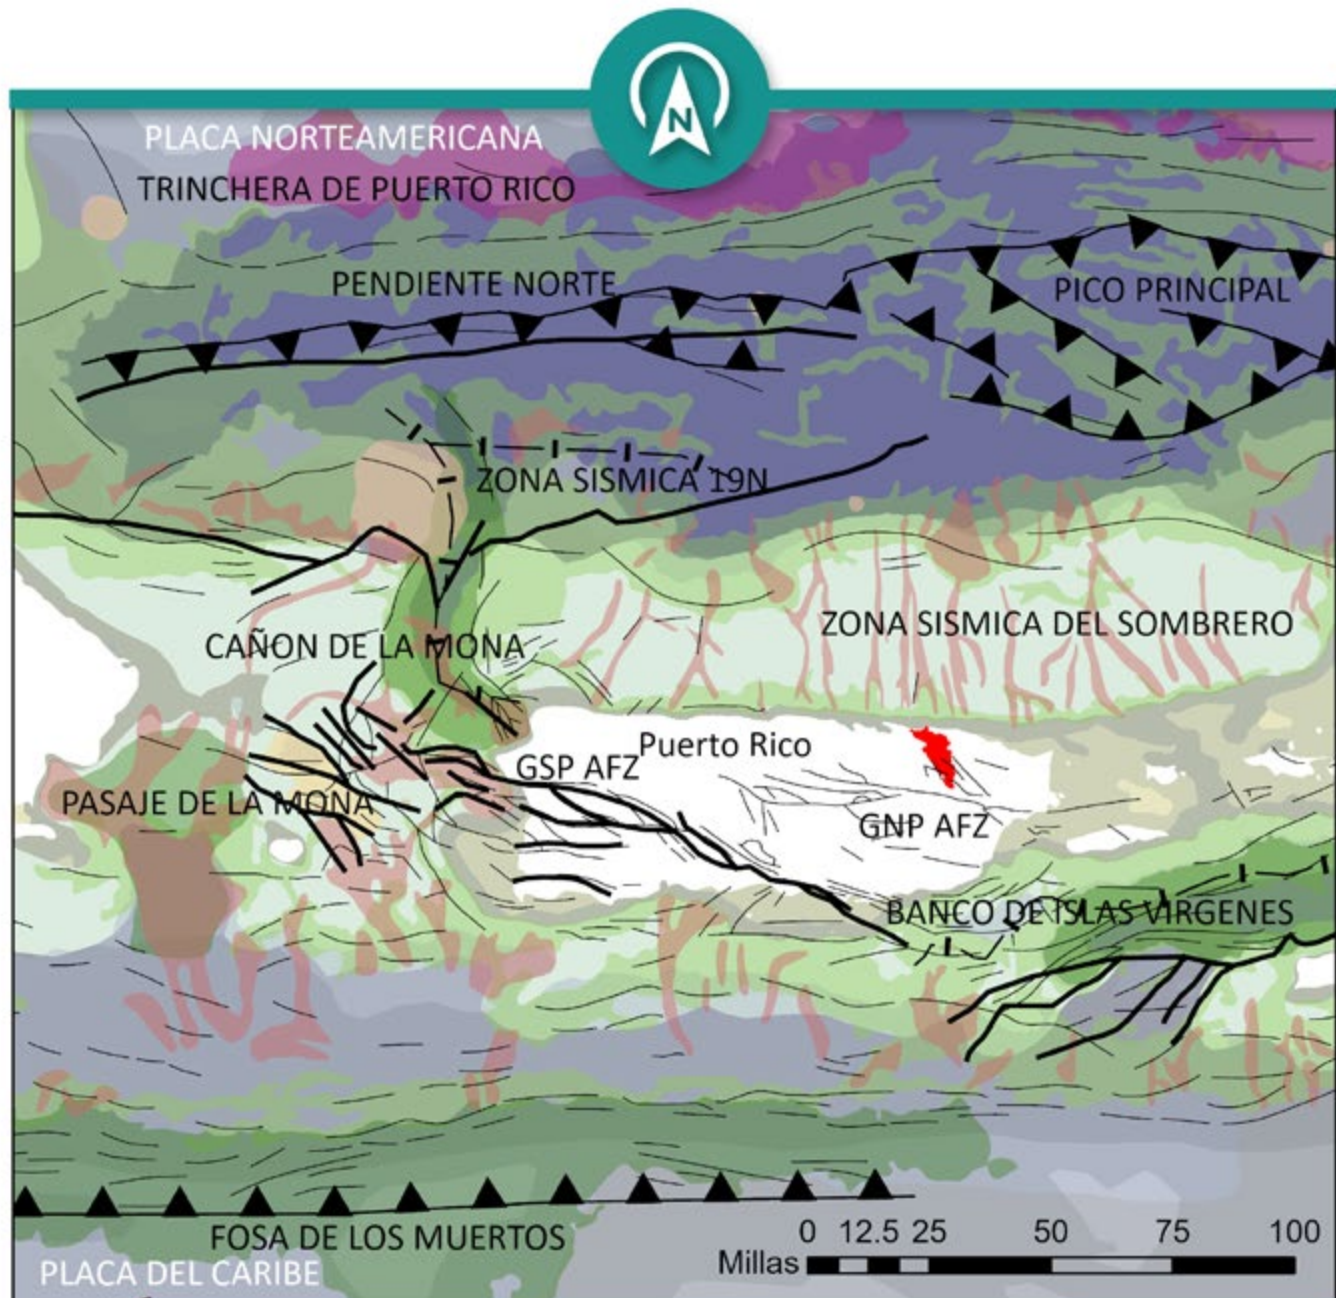 N
PLACA NORTEAMERICANA
TRINCHERA DE PUERTO RICO
PENDIENTE NORTE
PICO PRINCIPAL
ZONA SISMICA 19N
ZONA SISMICA DEL SOMBRERO
CAÑON DE LA MONA
Puerto Rico
GSP AFZ
PASAJE DE LA MONA
GNP AFZ
BANCO DE ISLAS VIRGENES
FOSA DE LOS MUERTOS
0 12.5 25 50 75 100
Millas
PLACA DEL CARIBE